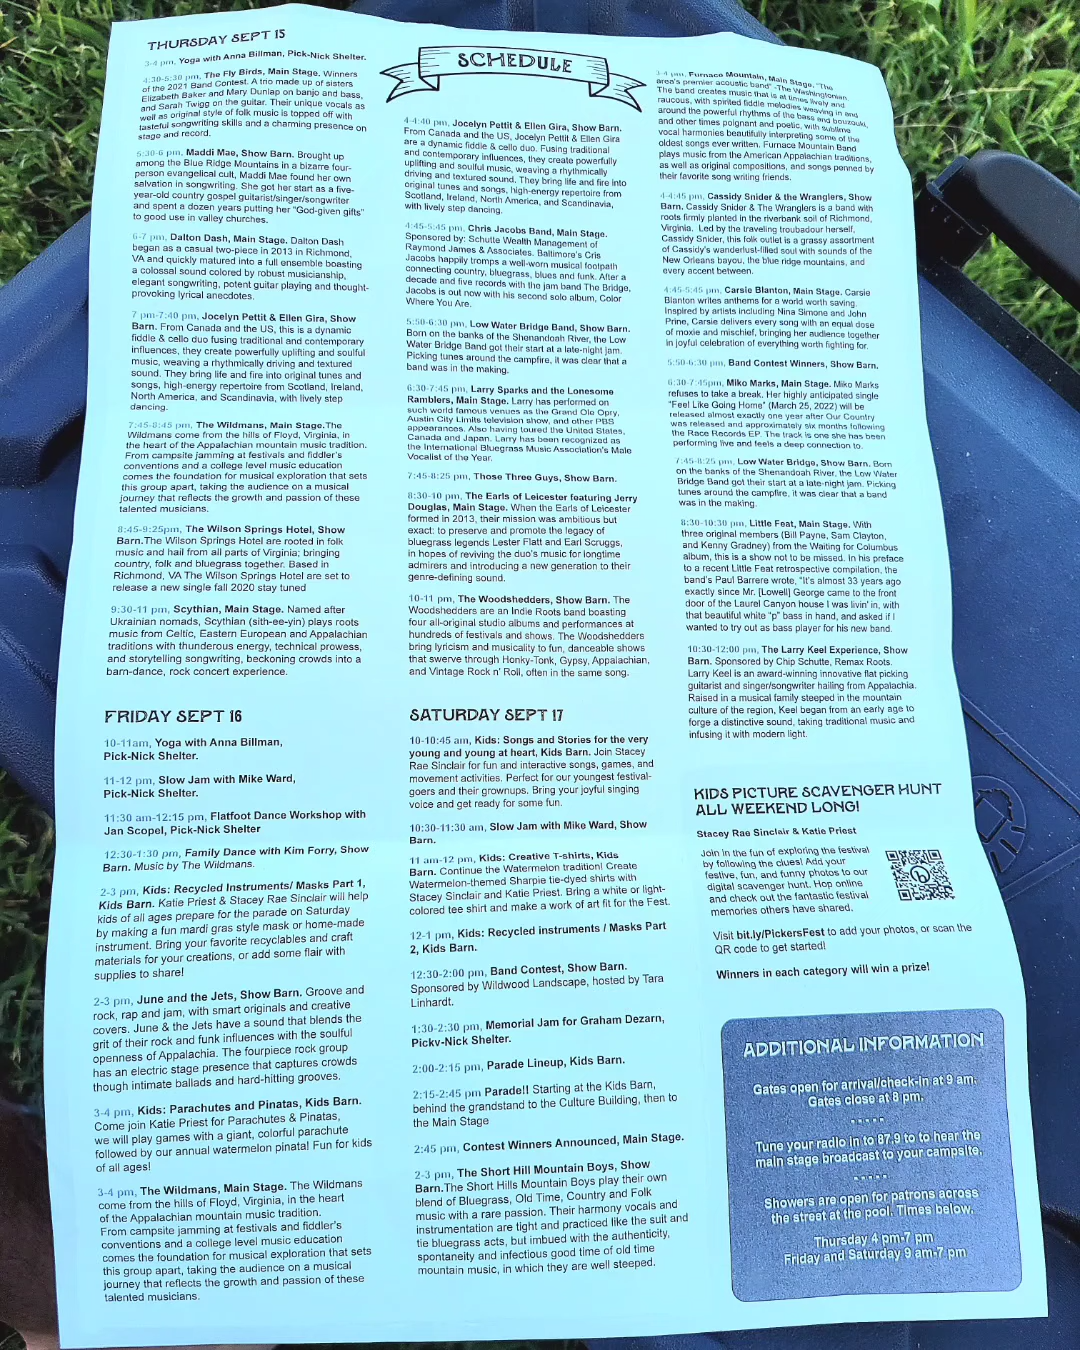 SCHEDULE
THURSDAY SEPT 15
3-4 pm, Yoga with Anna Billman, Pick-Nick Shelter.
4:30-5:30 pm, The Fly Birds, Main Stage. Winners
of the 2021 Band Contest. A trio made up of sisters
Elizabeth Baker and Mary Dunlap on banjo and bass,
and Sarah Twigg on the guitar. Their unique vocals as
well as original style of folk music is topped off with
tasteful songwriting skills and a charming presence on
stage and record.
5:30-6 pm, Maddi Mae, Show Barn. Brought up
among the Blue Ridge Mountains in a bizarre four-
person evangelical cult, Maddi Mae found her own
salvation in songwriting. She got her start as a five-
year-old country gospel guitarist/singer/songwriter
and spent a dozen years putting her "God-given gifts"
to good use in valley churches.
6-7 pm, Dalton Dash, Main Stage. Dalton Dash
began as a casual two-piece in 2013 in Richmond,
VA and quickly matured into a full ensemble boasting
a colossal sound colored by robust musicianship,
elegant songwriting, potent guitar playing and thought-
provoking lyrical anecdotes.
7 pm-7:40 pm, Jocelyn Pettit & Ellen Gira, Show
Barn. From Canada and the US, this is a dynamic
fiddle & cello duo fusing traditional and contemporary
influences, they create powerfully uplifting and soulful
music, weaving a rhythmically driving and textured
sound. They bring life and fire into original tunes and
songs, high-energy repertoire from Scotland, Ireland,
North America, and Scandinavia, with lively step
dancing.
7:45-8:45 pm, The Wildmans, Main Stage.The
Wildmans come from the hills of Floyd, Virginia, in
the heart of the Appalachian mountain music tradition.
From campsite jamming at festivals and fiddler's
conventions and a college level music education
comes the foundation for musical exploration that sets
this group apart, taking the audience on a musical
journey that reflects the growth and passion of these
talented musicians.
8:45-9:25pm, The Wilson Springs Hotel, Show
Barn.The Wilson Springs Hotel are rooted in folk
music and hail from all parts of Virginia; bringing
country, folk and bluegrass together. Based in
Richmond, VA The Wilson Springs Hotel are set to
release a new single fall 2020 stay tuned
9:30-11 pm, Scythian, Main Stage. Named after
Ukrainian nomads, Scythian (sith-ee-yin) plays roots
music from Celtic, Eastern European and Appalachian
traditions with thunderous energy, technical prowess,
and storytelling songwriting, beckoning crowds into a
barn-dance, rock concert experience.
FRIDAY SEPT 16
10-11am, Yoga with Anna Billman,
Pick-Nick Shelter.
11-12 pm, Slow Jam with Mike Ward,
Pick-Nick Shelter.
11:30 am-12:15 pm, Flatfoot Dance Workshop with
Jan Scopel, Pick-Nick Shelter
12:30-1:30 pm, Family Dance with Kim Forry, Show
Barn. Music by The Wildmans.
2-3 pm, Kids: Recycled Instruments/ Masks Part 1,
Kids Barn. Katie Priest & Stacey Rae Sinclair will help
kids of all ages prepare for the parade on Saturday
by making a fun mardi gras style mask or home-made
instrument. Bring your favorite recyclables and craft
materials for your creations, or add some flair with
supplies to share!
2-3 pm, June and the Jets, Show Barn. Groove and
rock, rap and jam, with smart originals and creative
covers. June & the Jets have a sound that blends the
grit of their rock and funk influences with the soulful
openness of Appalachia. The fourpiece rock group
has an electric stage presence that captures crowds
though intimate ballads and hard-hitting grooves.
3-4 pm, Kids: Parachutes and Pinatas, Kids Barn.
Come join Katie Priest for Parachutes & Pinatas,
we will play games with a giant, colorful parachute
followed by our annual watermelon pinata! Fun for kids
of all ages!
3-4 pm, The Wildmans, Main Stage. The Wildmans
come from the hills of Floyd, Virginia, in the heart
of the Appalachian mountain music tradition.
From campsite jamming at festivals and fiddler's
conventions and a college level music education
comes the foundation for musical exploration that sets
this group apart, taking the audience on a musical
journey that reflects the growth and passion of these
talented musicians.
4-4:40 pm, Jocelyn Pettit & Ellen Gira, Show Barn.
From Canada and the US, Jocelyn Pettit & Ellen Gira
are a dynamic fiddle & cello duo. Fusing traditional
and contemporary influences, they create powerfully
uplifting and soulful music, weaving a rhythmically
driving and textured sound. They bring life and fire into
original tunes and songs, high-energy repertoire from
Scotland, Ireland, North America, and Scandinavia,
with lively step dancing.
4:45-5:45 pm, Chris Jacobs Band, Main Stage.
Sponsored by: Schutte Wealth Management of
Raymond James & Associates. Baltimore's Cris
Jacobs happily tromps a well-worn musical footpath
connecting country, bluegrass, blues and funk. After a
decade and five records with the jam band The Bridge,
Jacobs is out now with his second solo album, Color
Where You Are.
5:50-6:30 pm, Low Water Bridge Band, Show Barn.
Born on the banks of the Shenandoah River, the Low
Water Bridge Band got their start at a late-night jam.
Picking tunes around the campfire, it was clear that a
band was in the making.
6:30-7:45 pm, Larry Sparks and the Lonesome
Ramblers, Main Stage. Larry has performed on
such world famous venues as the Grand Ole Opry,
Austin City Limits television show, and other PBS
appearances. Also having toured the United States,
Canada and Japan. Larry has been recognized as
the International Bluegrass Music Association's Male
Vocalist of the Year.
7:45-8:25 pm, Those Three Guys, Show Barn.
8:30-10 pm, The Earls of Leicester featuring Jerry
Douglas, Main Stage. When the Earls of Leicester
formed in 2013, their mission was ambitious but
exact: to preserve and promote the legacy of
bluegrass legends Lester Flatt and Earl Scruggs,
in hopes of reviving the duo's music for longtime
admirers and introducing a new generation to their
genre-defining sound.
10-11 pm, The Woodshedders, Show Barn. The
Woodshedders are an Indie Roots band boasting
four all-original studio albums and performances at
hundreds of festivals and shows. The Woodshedders
bring lyricism and musicality to fun, danceable shows
that swerve through Honky-Tonk, Gypsy, Appalachian,
and Vintage Rock n' Roll, often in the same song.
SATURDAY SEPT 17
10-10:45 am, Kids: Songs and Stories for the very
young and young at heart, Kids Barn. Join Stacey
Rae Sinclair for fun and interactive songs, games, and
movement activities. Perfect for our youngest festival-
goers and their grownups. Bring your joyful singing
voice and get ready for some fun.
10:30-11:30 am, Slow Jam with Mike Ward, Show
Barn.
11 am-12 pm, Kids: Creative T-shirts, Kids
Barn. Continue the Watermelon tradition! Create
Watermelon-themed Sharpie tie-dyed shirts with
Stacey Sinclair and Katie Priest. Bring a white or light-
colored tee shirt and make a work of art fit for the Fest.
12-1 pm, Kids: Recycled instruments / Masks Part
2, Kids Barn.
12:30-2:00 pm, Band Contest, Show Barn.
Sponsored by Wildwood Landscape, hosted by Tara
Linhardt.
1:30-2:30 pm, Memorial Jam for Graham Dezarn,
Pickv-Nick Shelter.
2:00-2:15 pm, Parade Lineup, Kids Barn.
2:15-2:45 pm Parade!! Starting at the Kids Barn,
behind the grandstand to the Culture Building, then to
the Main Stage
2:45 pm, Contest Winners Announced, Main Stage.
2-3 pm, The Short Hill Mountain Boys, Show
Barn.The Short Hills Mountain Boys play their own
blend of Bluegrass, Old Time, Country and Folk
music with a rare passion. Their harmony vocals and
instrumentation are tight and practiced like the suit and
tie bluegrass acts, but imbued with the authenticity,
spontaneity and infectious good time of old time
mountain music, in which they are well steeped.
3-4 pm, Furnace Mountain, Main Stage. "The
area's premier acoustic band" -The Washingtonian.
The band creates music that is at times lively and
raucous, with spirited fiddle melodies weaving in and
around the powerful rhythms of the bass and bouzouki,
and other times poignant and poetic, with sublime
vocal harmonies beautifully interpreting some of the
oldest songs ever written. Furnace Mountain Band
plays music from the American Appalachian traditions,
as well as original compositions, and songs penned by
their favorite song writing friends.
4-4:45 pm, Cassidy Snider & the Wranglers, Show
Barn. Cassidy Snider & The Wranglers is a band with
roots firmly planted in the riverbank soil of Richmond,
Virginia. Led by the traveling troubadour herself,
Cassidy Snider, this folk outlet is a grassy assortment
of Cassidy's wanderlust-filled soul with sounds of the
New Orleans bayou, the blue ridge mountains, and
every accent between.
4:45-5:45 pm, Carsie Blanton, Main Stage. Carsie
Blanton writes anthems for a world worth saving.
Inspired by artists including Nina Simone and John
Prine, Carsie delivers every song with an equal dose
of moxie and mischief, bringing her audience together
in joyful celebration of everything worth fighting for.
5:50-6:30 pm, Band Contest Winners, Show Barn,
6:30-7:45pm, Miko Marks, Main Stage. Miko Marks
refuses to take a break. Her highly anticipated single
"Feel Like Going Home" (March 25, 2022) will be
released almost exactly one year after Our Country
was released and approximately six months following
the Race Records EP. The track is one she has been
performing live and feels a deep connection to.
7:45-8:25 pm, Low Water Bridge, Show Barn. Born
on the banks of the Shenandoah River, the Low Water
Bridge Band got their start at a late-night jam. Picking
tunes around the campfire, it was clear that a band
was in the making.
8:30-10:30 pm, Little Feat, Main Stage. With
three original members (Bill Payne, Sam Clayton,
and Kenny Gradney) from the Waiting for Columbus
album, this is a show not to be missed. In his preface
to a recent Little Feat retrospective compilation, the
band's Paul Barrere wrote, "It's almost 33 years ago
exactly since Mr. [Lowell] George came to the front
door of the Laurel Canyon house I was livin' in, with
that beautiful white "p" bass in hand, and asked if I
wanted to try out as bass player for his new band.
10:30-12:00 pm, The Larry Keel Experience, Show
Barn. Sponsored by Chip Schutte, Remax Roots.
Larry Keel is an award-winning innovative flat picking
guitarist and singer/songwriter hailing from Appalachia.
Raised in a musical family steeped in the mountain
culture of the region, Keel began from an early age to
forge a distinctive sound, taking traditional music and
infusing it with modern light.
KIDS PICTURE SCAVENGER HUNT
ALL WEEKEND LONG!
Stacey Rae Sinclair & Katie Priest
Join in the fun of exploring the festival
by following the clues! Add your
festive, fun, and funny photos to our
digital scavenger hunt. Hop online
and check out the fantastic festival
memories others have shared.
Visit bit.ly/PickersFest to add your photos, or scan the
QR code to get started!
Winners in each category will win a prize!
ADDITIONAL INFORMATION
Gates open for arrival/check-in at 9 am.
Gates close at 8 pm.
Tune your radio in to 87.9 to to hear the
main stage broadcast to your campsite.
Showers are open for patrons across
the street at the pool. Times below.
Thursday 4 pm-7 pm
Friday and Saturday 9 am-7 pm